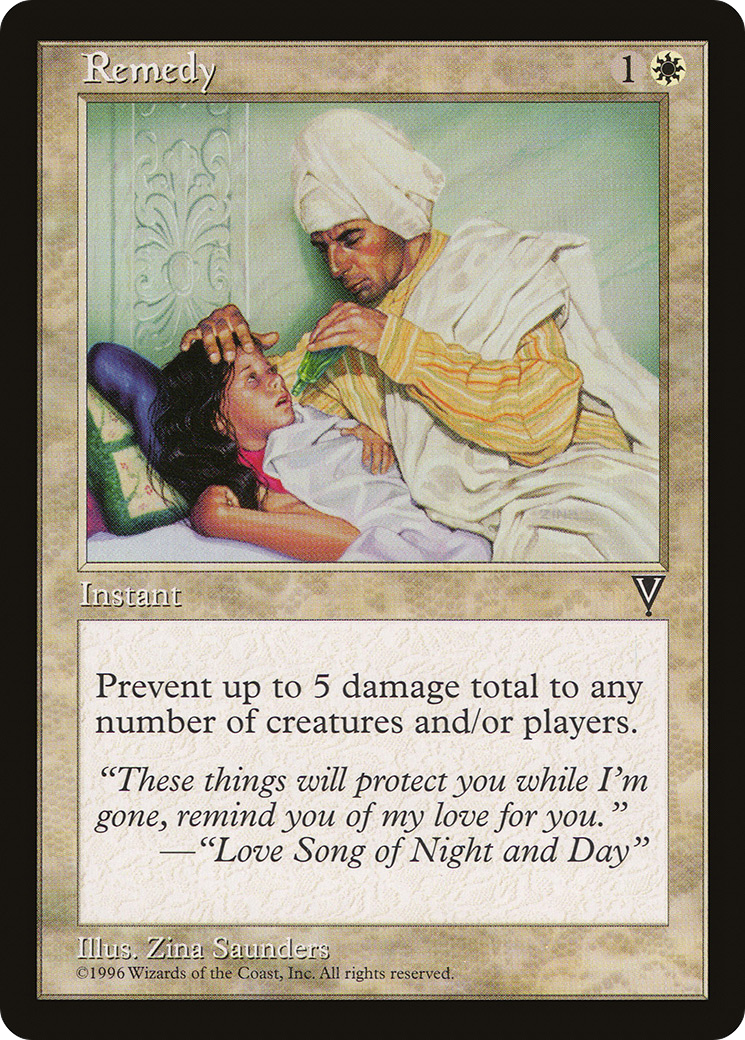 Remedy 1
Instant V
Prevent up to 5 damage total to any
number of creatures and/or players.
“These things will protect you while I’m
gone, remind you of my love for you.”
—“Love Song of Night and Day”
Illus. Zina Saunders
©1996 Wizards of the Coast, Inc. All rights reserved.